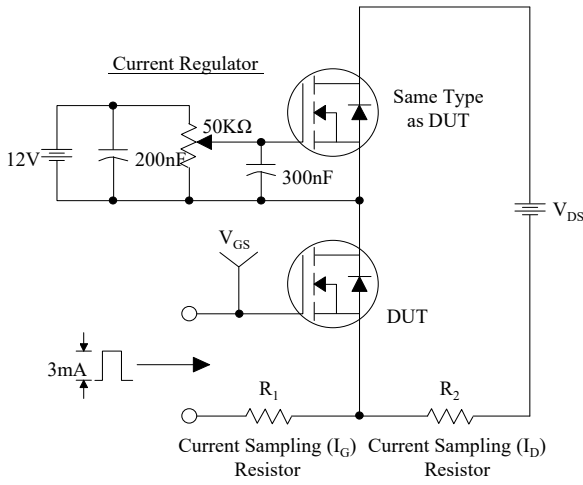 Current Regulator
Same Type
as DUT
50KΩ
12V
200nF
300nF
V_DS
V_GS
DUT
3mA
R_1
R_2
Current Sampling (I_G)
Resistor
Current Sampling (I_D)
Resistor